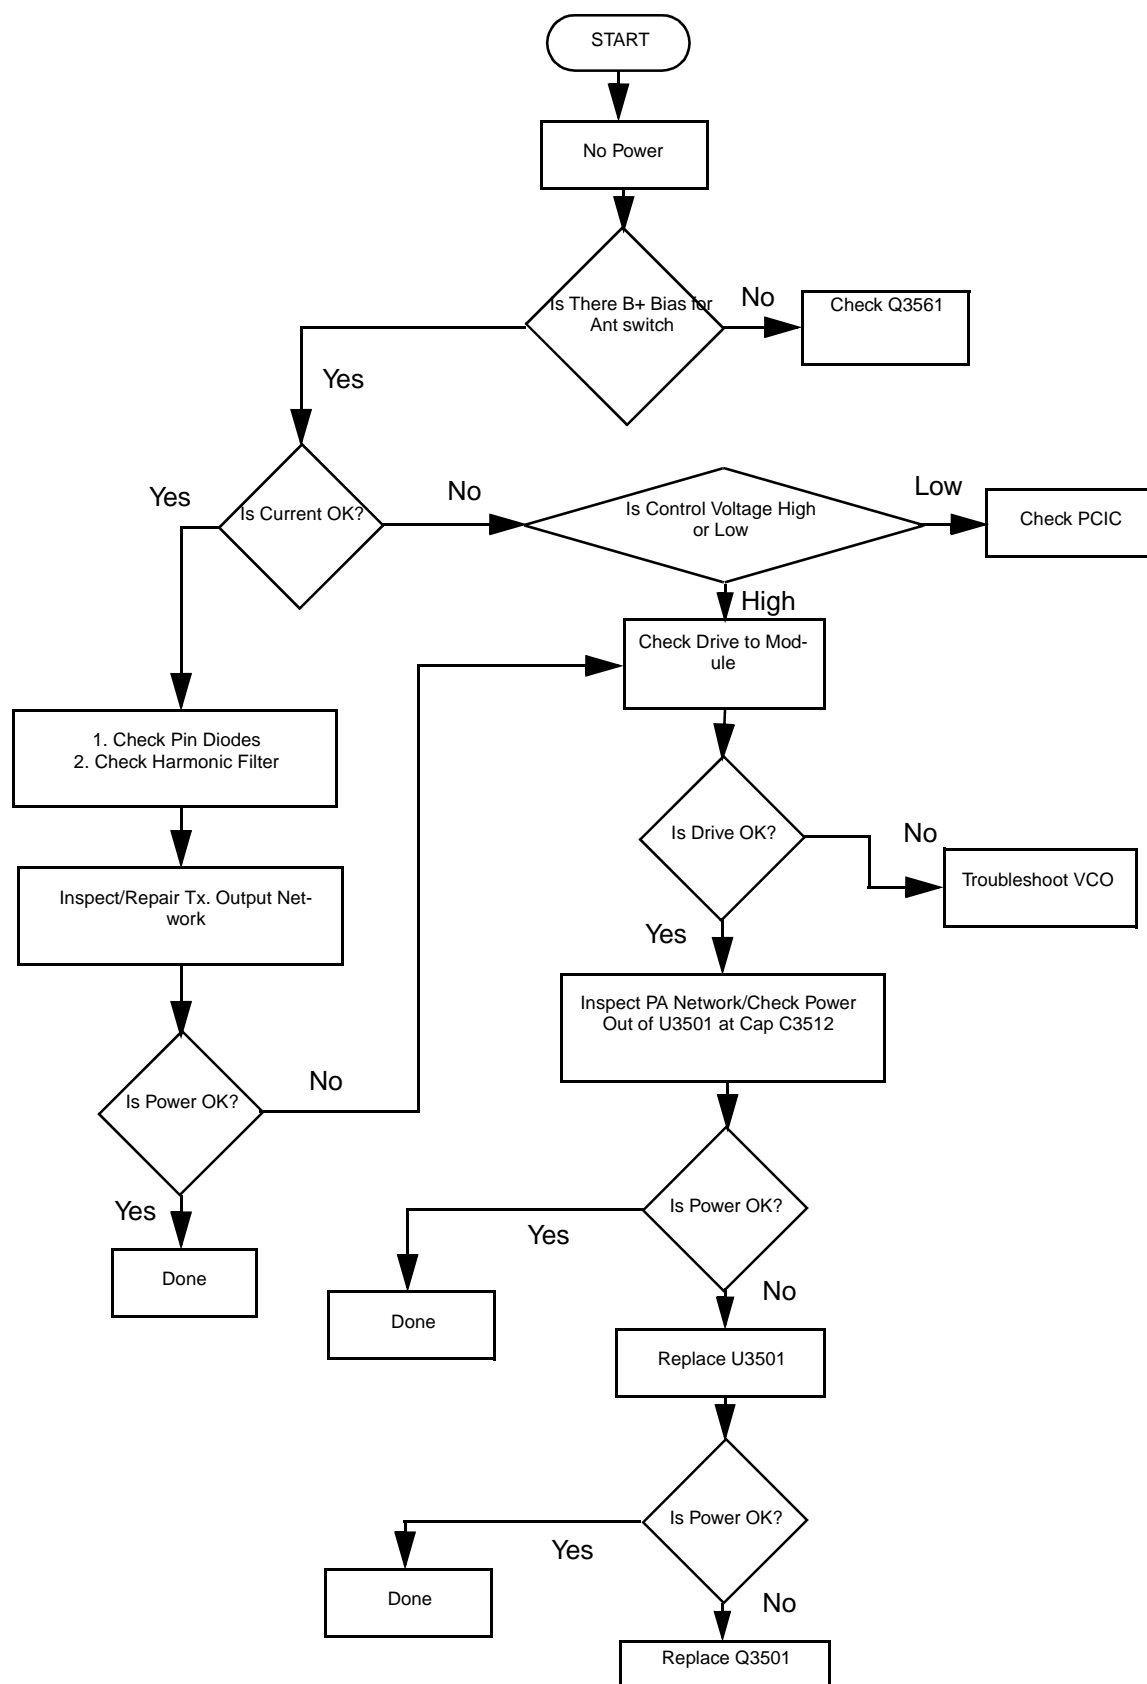 START
No Power
Is There B+ Bias for
Ant switch
No
Check Q3561
Yes
Is Current OK?
Yes
No
Is Control Voltage High
or Low
Low
Check PCIC
High
Check Drive to Mod-
ule
1. Check Pin Diodes
2. Check Harmonic Filter
Is Drive OK?
No
Troubleshoot VCO
Inspect/Repair Tx. Output Net-
work
Yes
Inspect PA Network/Check Power
Out of U3501 at Cap C3512
Is Power OK?
No
Yes
Done
Is Power OK?
Yes
Done
No
Replace U3501
Is Power OK?
Yes
Done
No
Replace Q3501